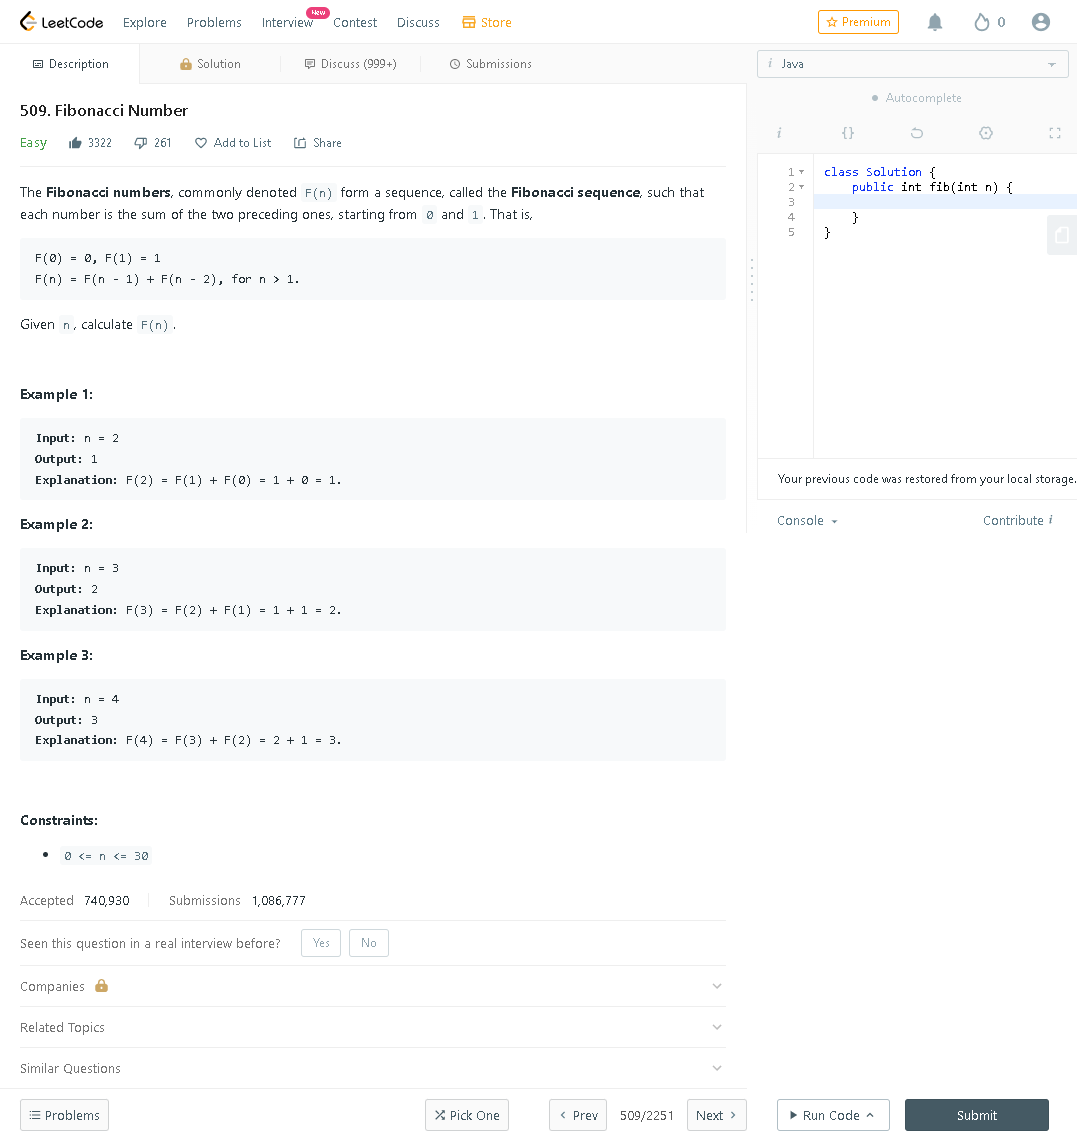 LeetCode Explore Problems Interview New Contest Discuss Store Premium 0
Description Solution Discuss (999+) Submissions
509. Fibonacci Number
Easy 3322 261 Add to List Share
The Fibonacci numbers, commonly denoted F(n) form a sequence, called the Fibonacci sequence, such that
each number is the sum of the two preceding ones, starting from 0 and 1. That is,
F(0) = 0, F(1) = 1
F(n) = F(n - 1) + F(n - 2), for n > 1.
Given n, calculate F(n).
Example 1:
Input: n = 2
Output: 1
Explanation: F(2) = F(1) + F(0) = 1 + 0 = 1.
Example 2:
Input: n = 3
Output: 2
Explanation: F(3) = F(2) + F(1) = 1 + 1 = 2.
Example 3:
Input: n = 4
Output: 3
Explanation: F(4) = F(3) + F(2) = 2 + 1 = 3.
Constraints:
• 0 <= n <= 30
Accepted 740,930 Submissions 1,086,777
Seen this question in a real interview before? Yes No
Companies
Related Topics
Similar Questions
Problems Pick One < Prev 509/2251 Next >
i Java
Autocomplete
i {}
1 class Solution {
2 public int fib(int n) {
3
4 }
5 }
Your previous code was restored from your local storage.
Console Contribute i
Run Code Submit